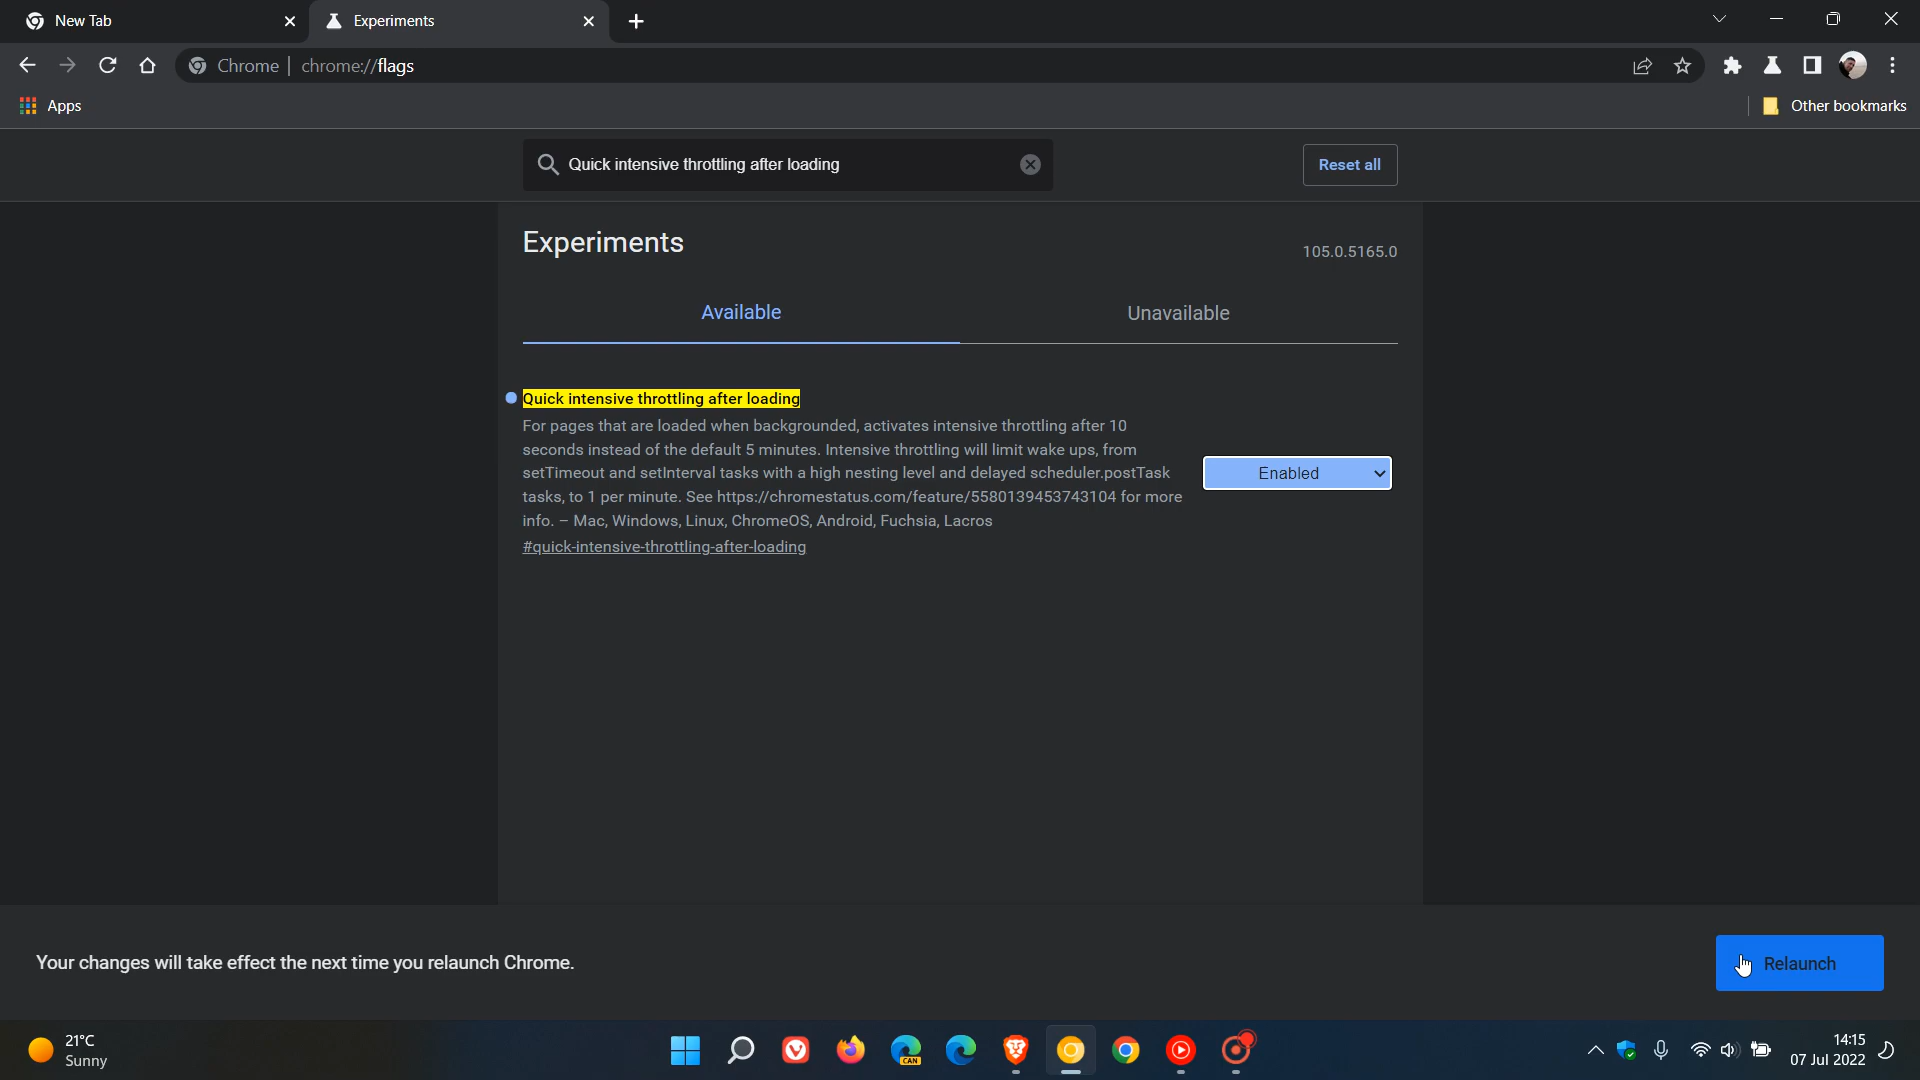 New Tab
Experiments
Chrome
chrome://flags
Apps
Other bookmarks
Quick intensive throttling after loading
Reset all
Experiments
105.0.5165.0
Available
Unavailable
Quick intensive throttling after loading
For pages that are loaded when backgrounded, activates intensive throttling after 10
seconds instead of the default 5 minutes. Intensive throttling will limit wake ups, from
setTimeout and setInterval tasks with a high nesting level and delayed scheduler.postTask
tasks, to 1 per minute. See https://chromestatus.com/feature/5580139453743104 for more
info. – Mac, Windows, Linux, ChromeOS, Android, Fuchsia, Lacros
#quick-intensive-throttling-after-loading
Enabled
Your changes will take effect the next time you relaunch Chrome.
Relaunch
21°C
Sunny
CAN
14:15
07 Jul 2022